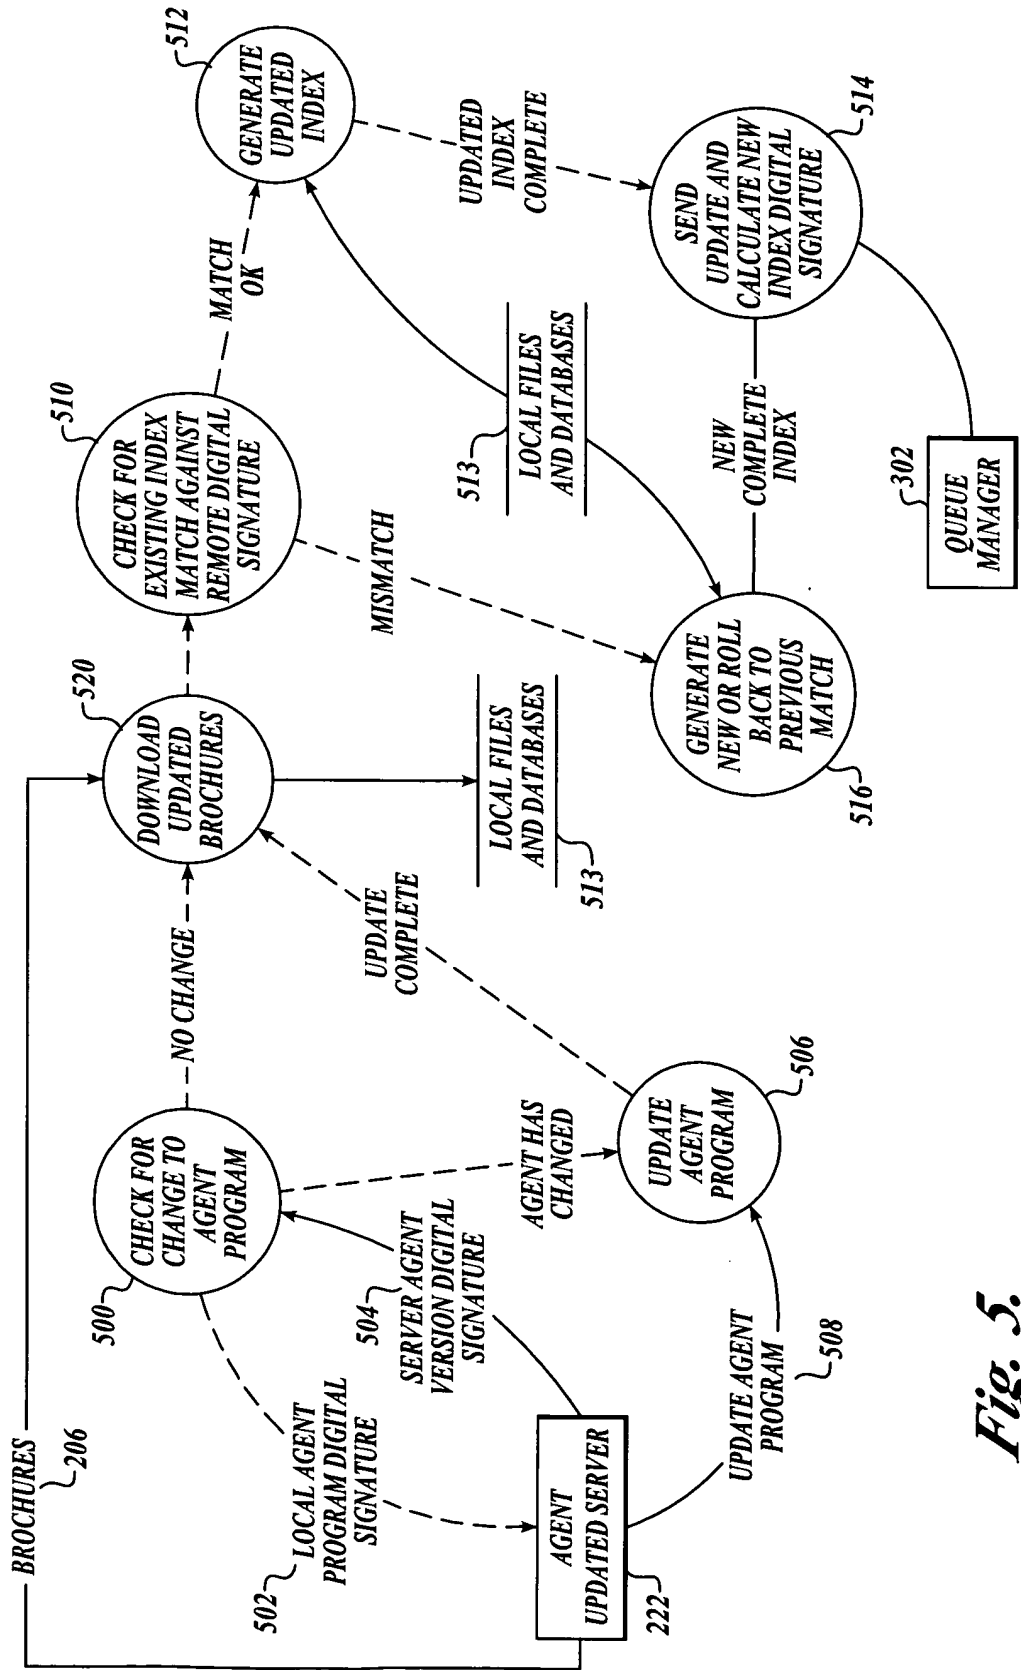 BROCHURES
206
500
CHECK FOR
CHANGE TO
AGENT
PROGRAM
NO CHANGE
520
DOWNLOAD
UPDATED
BROCHURES
510
CHECK FOR
EXISTING INDEX
MATCH AGAINST
REMOTE DIGITAL
SIGNATURE
MATCH
OK
512
GENERATE
UPDATED
INDEX
502
LOCAL AGENT
PROGRAM DIGITAL
SIGNATURE
504
SERVER AGENT
VERSION DIGITAL
SIGNATURE
AGENT HAS
CHANGED
UPDATE
COMPLETE
LOCAL FILES
AND DATABASES
513
MISMATCH
513
LOCAL FILES
AND DATABASES
UPDATED
INDEX
COMPLETE
AGENT
UPDATED SERVER
222
UPDATE AGENT
PROGRAM
508
UPDATE
AGENT
PROGRAM
506
GENERATE
NEW OR ROLL
BACK TO
PREVIOUS
MATCH
516
NEW
COMPLETE
INDEX
SEND
UPDATE AND
CALCULATE NEW
INDEX DIGITAL
SIGNATURE
514
302
QUEUE
MANAGER
Fig. 5.